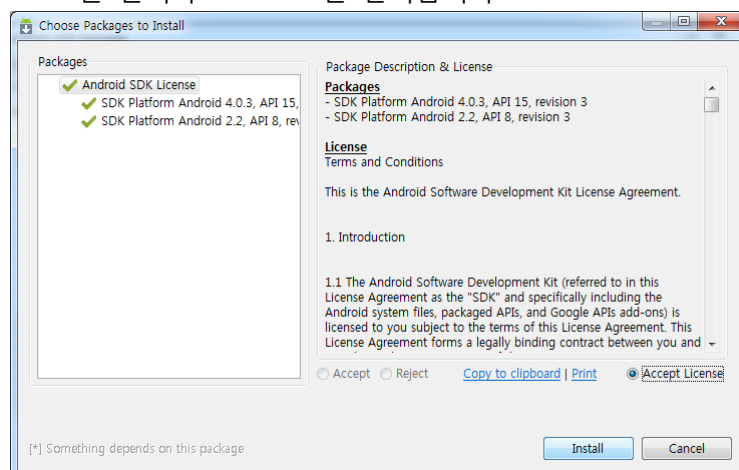 Choose Packages to Install
Packages
Android SDK License
SDK Platform Android 4.0.3, API 15,
SDK Platform Android 2.2, API 8, rev
Package Description & License
Packages
- SDK Platform Android 4.0.3, API 15, revision 3
- SDK Platform Android 2.2, API 8, revision 3
License
Terms and Conditions
This is the Android Software Development Kit License Agreement.
1. Introduction
1.1 The Android Software Development Kit (referred to in this
License Agreement as the "SDK" and specifically including the
Android system files, packaged APIs, and Google APIs add-ons) is
licensed to you subject to the terms of this License Agreement. This
License Agreement forms a legally binding contract between you and
Accept Reject Copy to clipboard | Print Accept License
[*] Something depends on this package
Install Cancel